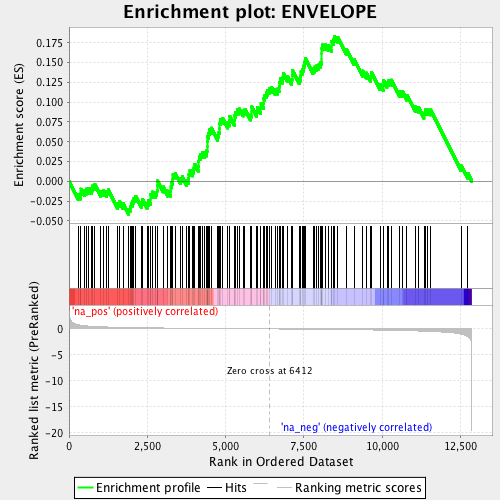 Enrichment plot: ENVELOPE
Enrichment score (ES)
0.175
0.150
0.125
0.100
0.075
0.050
0.025
0.000
-0.025
-0.050
'na_pos' (positively correlated)
Ranked list metric (PreRanked)
0
-5
-10
-15
-20
Zero cross at 6412
'na_neg' (negatively correlated)
0
2,500
5,000
7,500
10,000
12,500
Rank in Ordered Dataset
Enrichment profile
Hits
Ranking metric scores